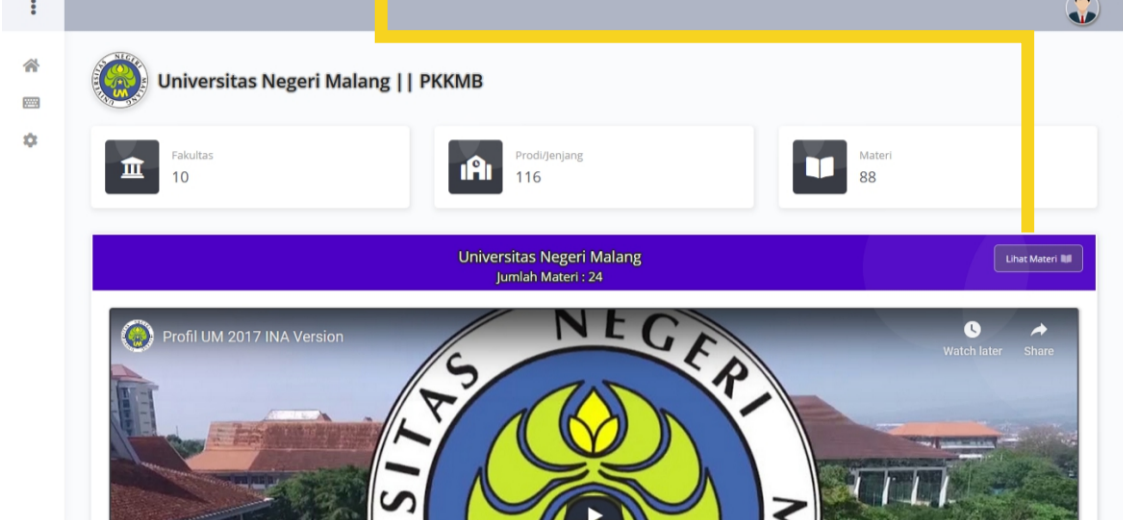 Universitas Negeri Malang || PKKMB
Fakultas
10
Prodi/Jenjang
116
Materi
88
Universitas Negeri Malang
Jumlah Materi : 24
Lihat Materi
Profil UM 2017 INA Version
Watch later
Share
SITAS NEGERI M